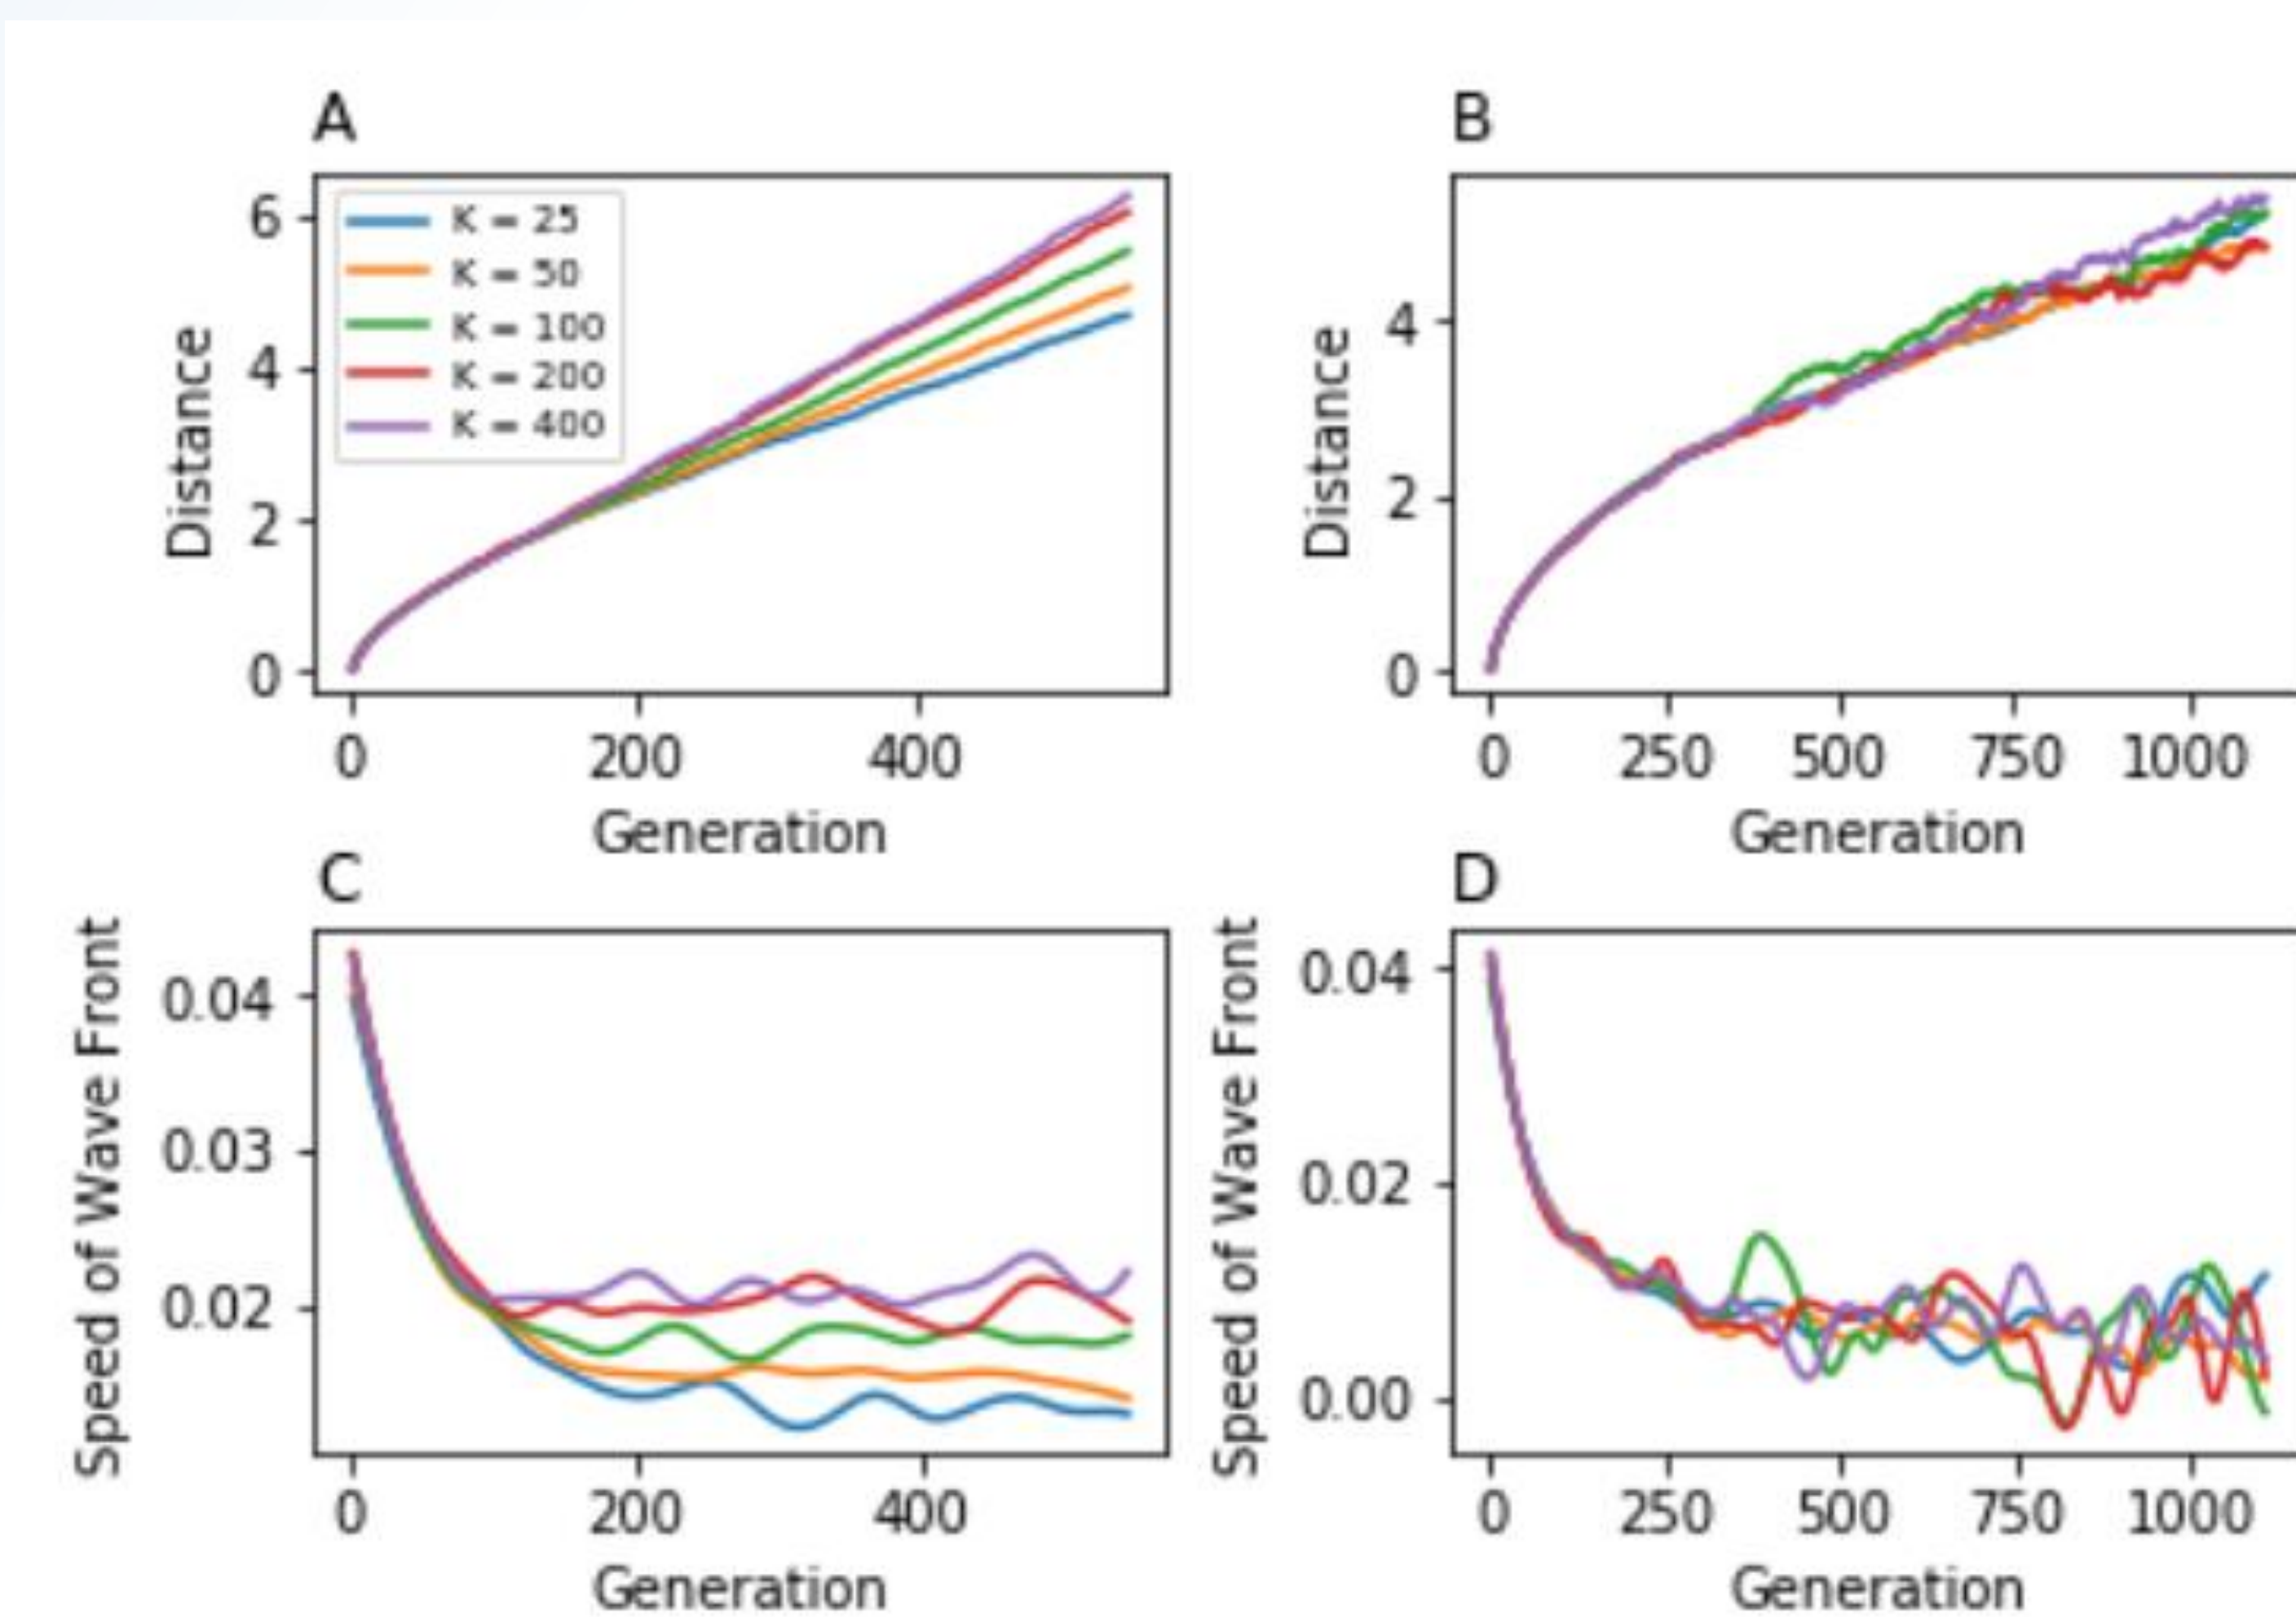 A
Distance
6
4
2
0
K = 25
K = 50
K = 100
K = 200
K = 400
0 200 400
Generation
B
Distance
4
2
0
0 250 500 750 1000
Generation
C
Speed of Wave Front
0.04
0.03
0.02
0 200 400
Generation
D
Speed of Wave Front
0.04
0.02
0.00
0 250 500 750 1000
Generation